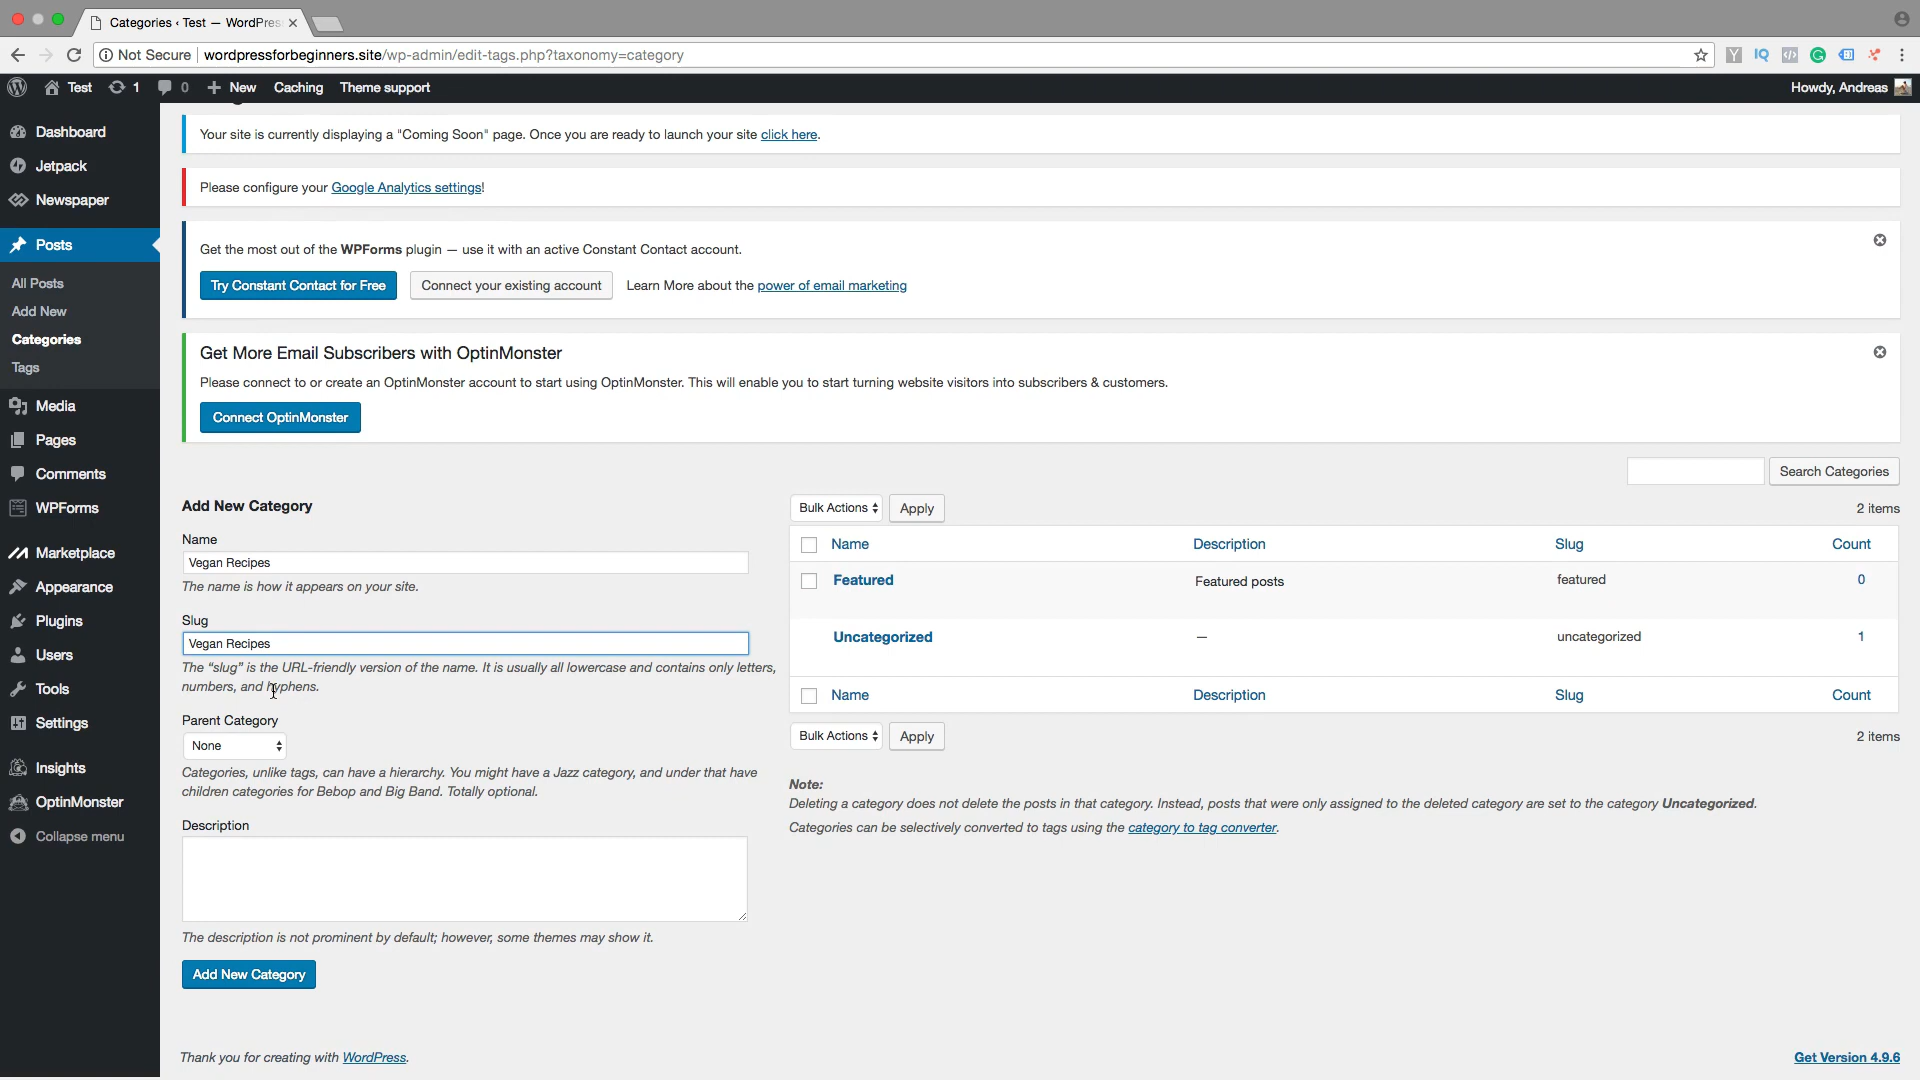 Categories ‹ Test — WordPres
Not Secure wordpressforbeginners.site/wp-admin/edit-tags.php?taxonomy=category
Test 1 0 New Caching Theme support Howdy, Andreas
Dashboard
Jetpack
Newspaper
Posts
All Posts
Add New
Categories
Tags
Media
Pages
Comments
WPForms
Marketplace
Appearance
Plugins
Users
Tools
Settings
Insights
OptinMonster
Collapse menu
Your site is currently displaying a "Coming Soon" page. Once you are ready to launch your site click here.
Please configure your Google Analytics settings!
Get the most out of the WPForms plugin — use it with an active Constant Contact account.
Try Constant Contact for Free Connect your existing account Learn More about the power of email marketing
Get More Email Subscribers with OptinMonster
Please connect to or create an OptinMonster account to start using OptinMonster. This will enable you to start turning website visitors into subscribers & customers.
Connect OptinMonster
Search Categories
Add New Category
Name
Vegan Recipes
The name is how it appears on your site.
Slug
Vegan Recipes
The “slug” is the URL-friendly version of the name. It is usually all lowercase and contains only letters,
numbers, and hyphens.
Parent Category
None
Categories, unlike tags, can have a hierarchy. You might have a Jazz category, and under that have
children categories for Bebop and Big Band. Totally optional.
Description
The description is not prominent by default; however, some themes may show it.
Add New Category
Bulk Actions Apply 2 items
Name Description Slug Count
Featured Featured posts featured 0
Uncategorized — uncategorized 1
Name Description Slug Count
Bulk Actions Apply 2 items
Note:
Deleting a category does not delete the posts in that category. Instead, posts that were only assigned to the deleted category are set to the category Uncategorized.
Categories can be selectively converted to tags using the category to tag converter.
Thank you for creating with WordPress. Get Version 4.9.6